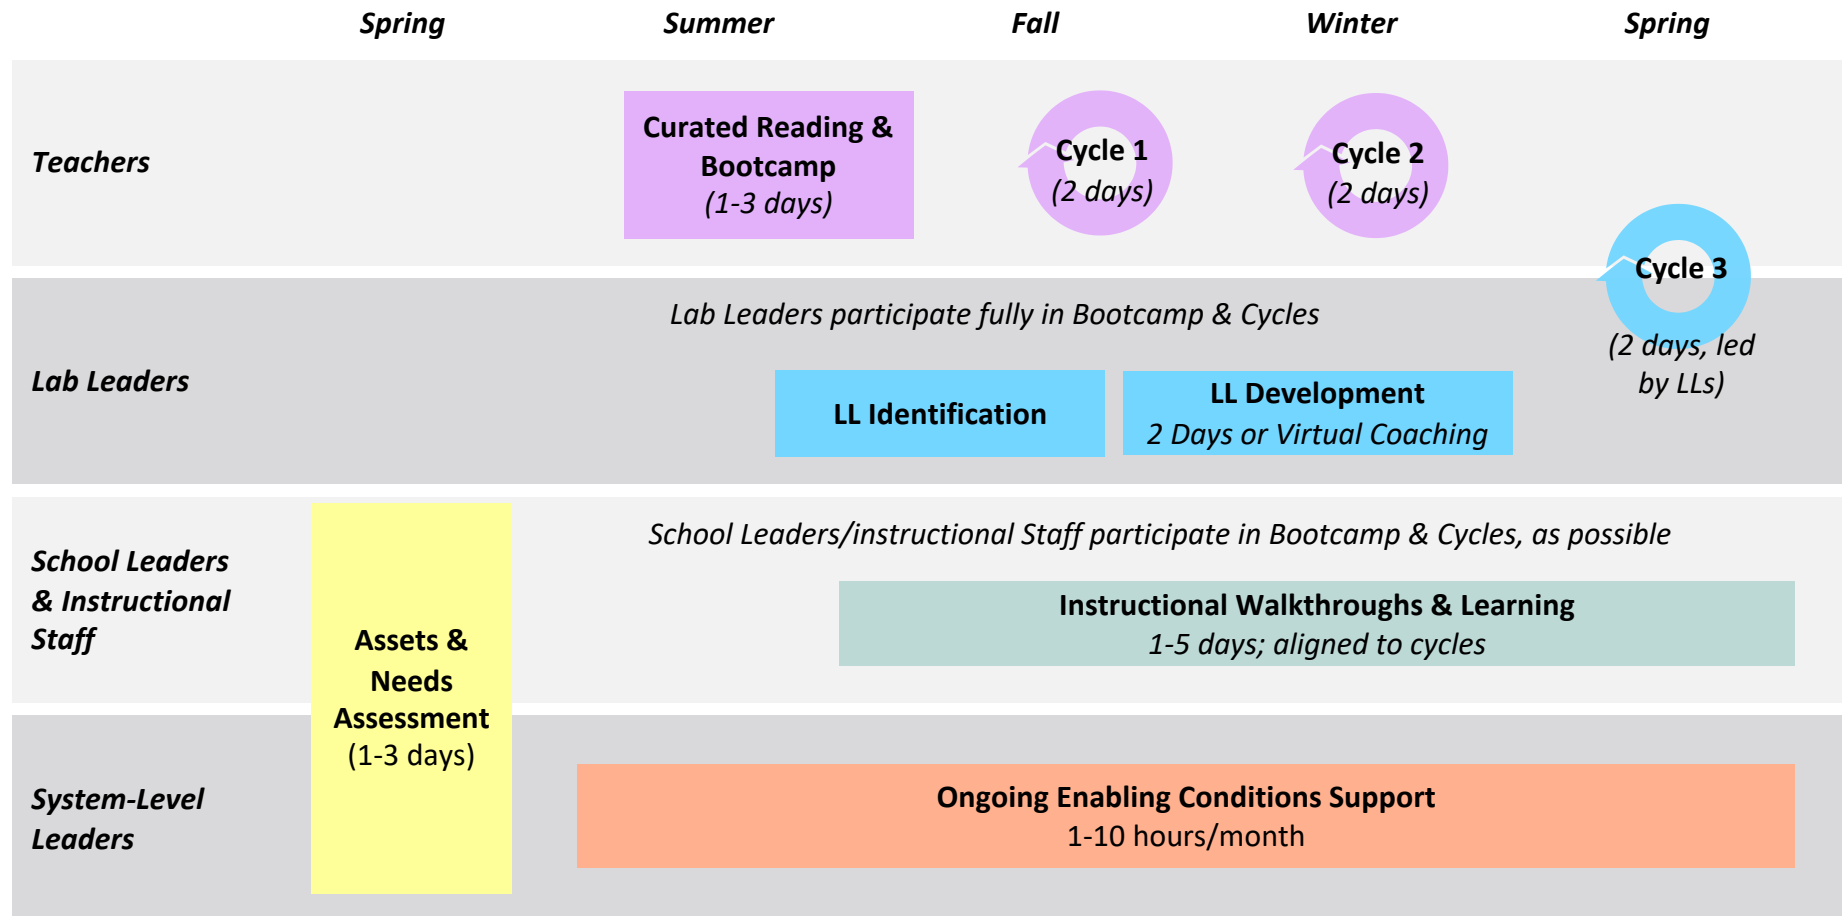 Spring Summer Fall Winter Spring
Teachers
Curated Reading &
Bootcamp
(1-3 days)
Cycle 1
(2 days)
Cycle 2
(2 days)
Cycle 3
(2 days, led
by LLs)
Lab Leaders
Lab Leaders participate fully in Bootcamp & Cycles
LL Identification
LL Development
2 Days or Virtual Coaching
School Leaders
& Instructional
Staff
School Leaders/instructional Staff participate in Bootcamp & Cycles, as possible
Instructional Walkthroughs & Learning
1-5 days; aligned to cycles
Assets &
Needs
Assessment
(1-3 days)
System-Level
Leaders
Ongoing Enabling Conditions Support
1-10 hours/month